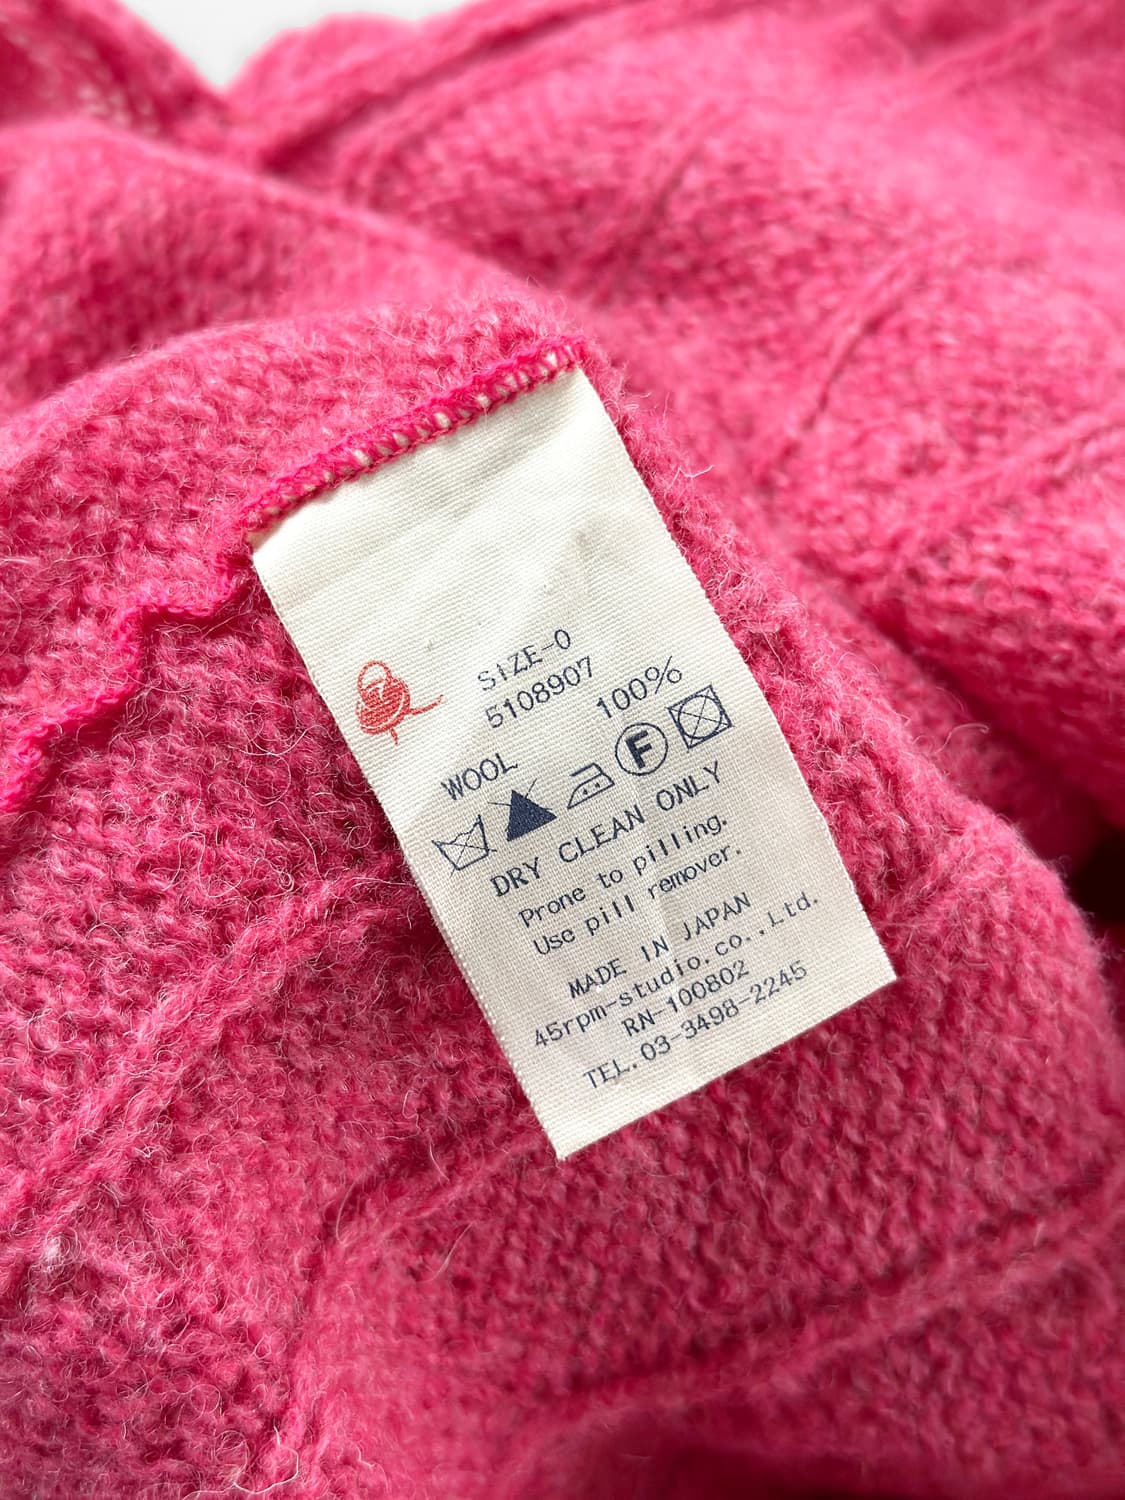 SIZE-0
5108907
WOOL 100%
F
DRY CLEAN ONLY
Prone to pilling.
Use pill remover.
MADE IN JAPAN
45rpm-studio.co.,Ltd.
RN-100802
TEL.03-3498-2245